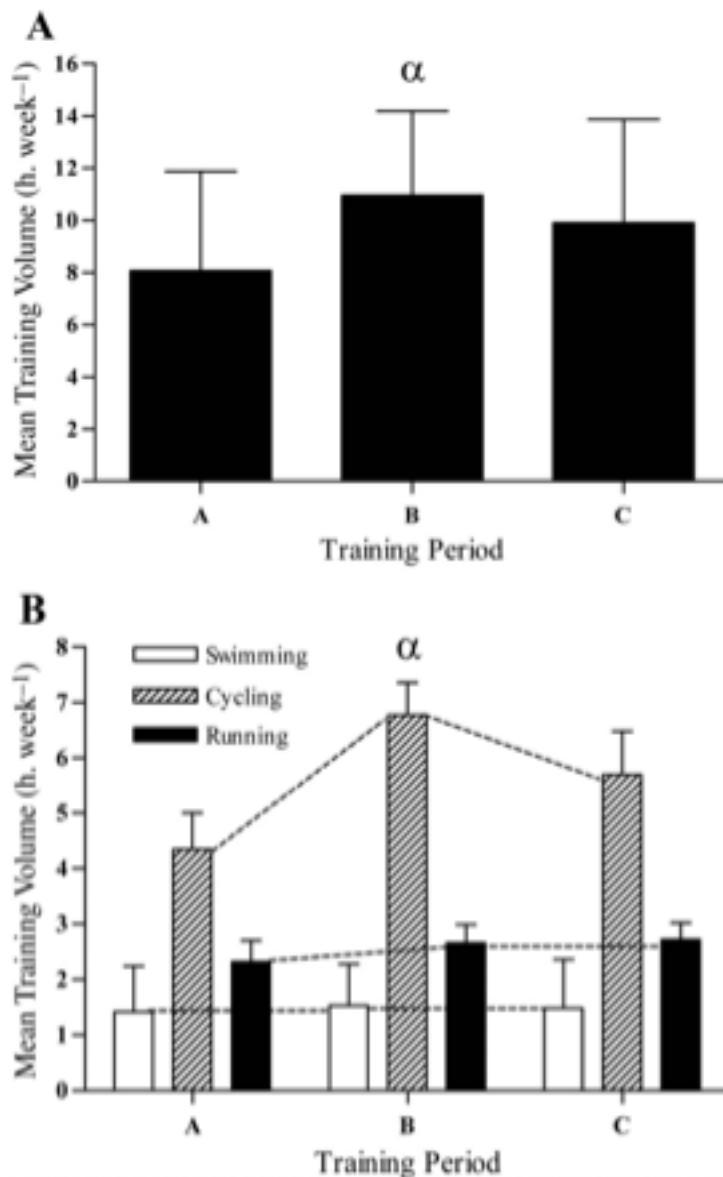 A
Mean Training Volume (h. week⁻¹)
16
14
12
10
8
6
4
2
0
α
A B C
Training Period
B
Mean Training Volume (h. week⁻¹)
8
7
6
5
4
3
2
1
0
Swimming
Cycling
Running
α
A B C
Training Period